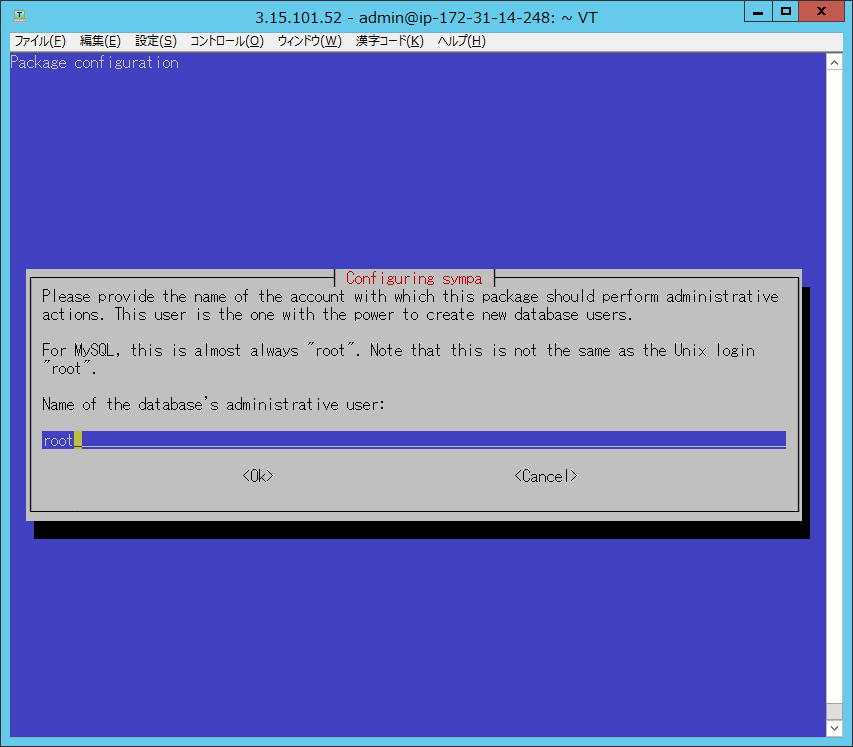 3.15.101.52 - admin@ip-172-31-14-248: ~ VT
ファイル(F) 編集(E) 設定(S) コントロール(O) ウィンドウ(W) 漢字コード(K) ヘルプ(H)
Package configuration
Configuring sympa
Please provide the name of the account with which this package should perform administrative
actions. This user is the one with the power to create new database users.
For MySQL, this is almost always "root". Note that this is not the same as the Unix login
"root".
Name of the database's administrative user:
root
<Ok> <Cancel>